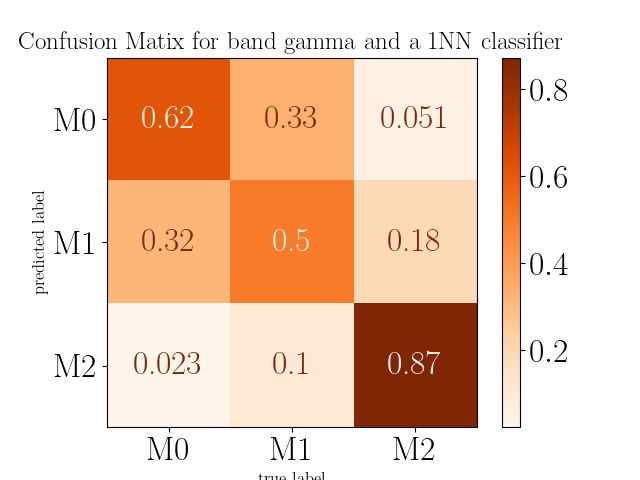 Confusion Matix for band gamma and a 1NN classifier
M0 0.62 0.33 0.051
M1 0.32 0.5 0.18
M2 0.023 0.1 0.87
M0 M1 M2
predicted label
true label
0.8
0.6
0.4
0.2